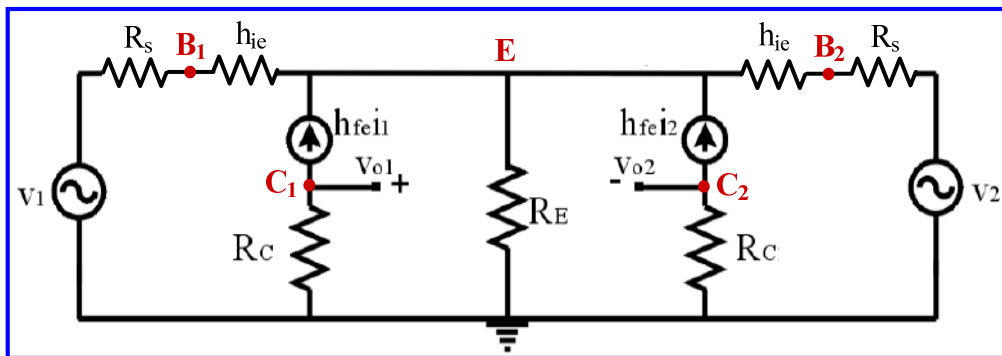 Rs B1 hie E hie B2 Rs
hfei1 hfei2
vo1 vo2
V1 C1 + - C2 V2
RC RE RC